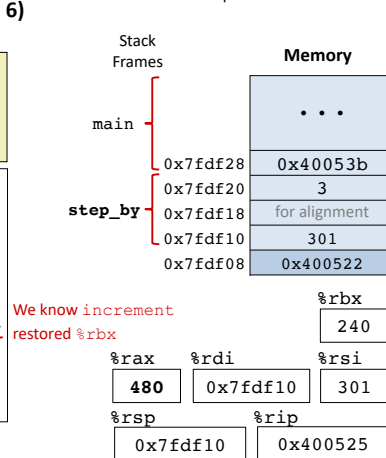 6)
Stack
Frames
Memory
main
• • •
0x7fdf28 0x40053b
0x7fdf20 3
step_by
0x7fdf18 for alignment
0x7fdf10 301
0x7fdf08 0x400522
We know increment
restored %rbx
%rbx
240
%rax %rdi %rsi
480 0x7fdf10 301
%rsp %rip
0x7fdf10 0x400525